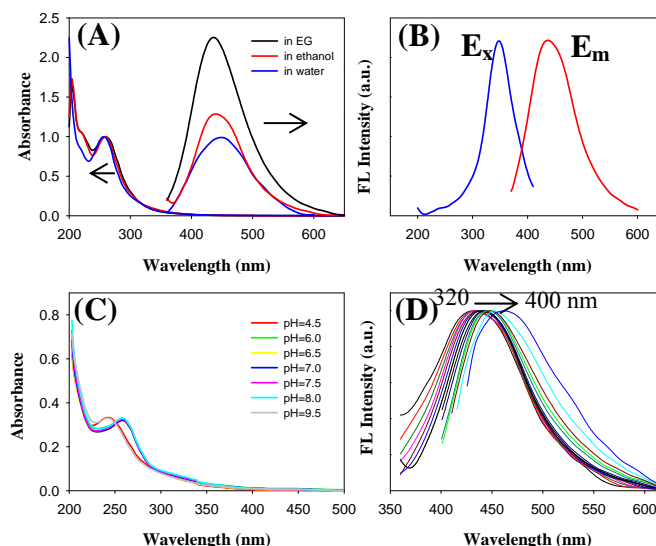 (A)
in EG
in ethanol
in water
Absorbance
2.5
2.0
1.5
1.0
0.5
0.0
200 300 400 500 600
Wavelength (nm)
(B)
Ex
Em
FL Intensity (a.u.)
200 300 400 500 600
Wavelength (nm)
(C)
pH=4.5
pH=6.0
pH=6.5
pH=7.0
pH=7.5
pH=8.0
pH=9.5
Absorbance
0.8
0.6
0.4
0.2
0.0
200 250 300 350 400 450 500
Wavelength (nm)
320 400 nm
(D)
FL Intensity (a.u.)
350 400 450 500 550 600
Wavelength (nm)